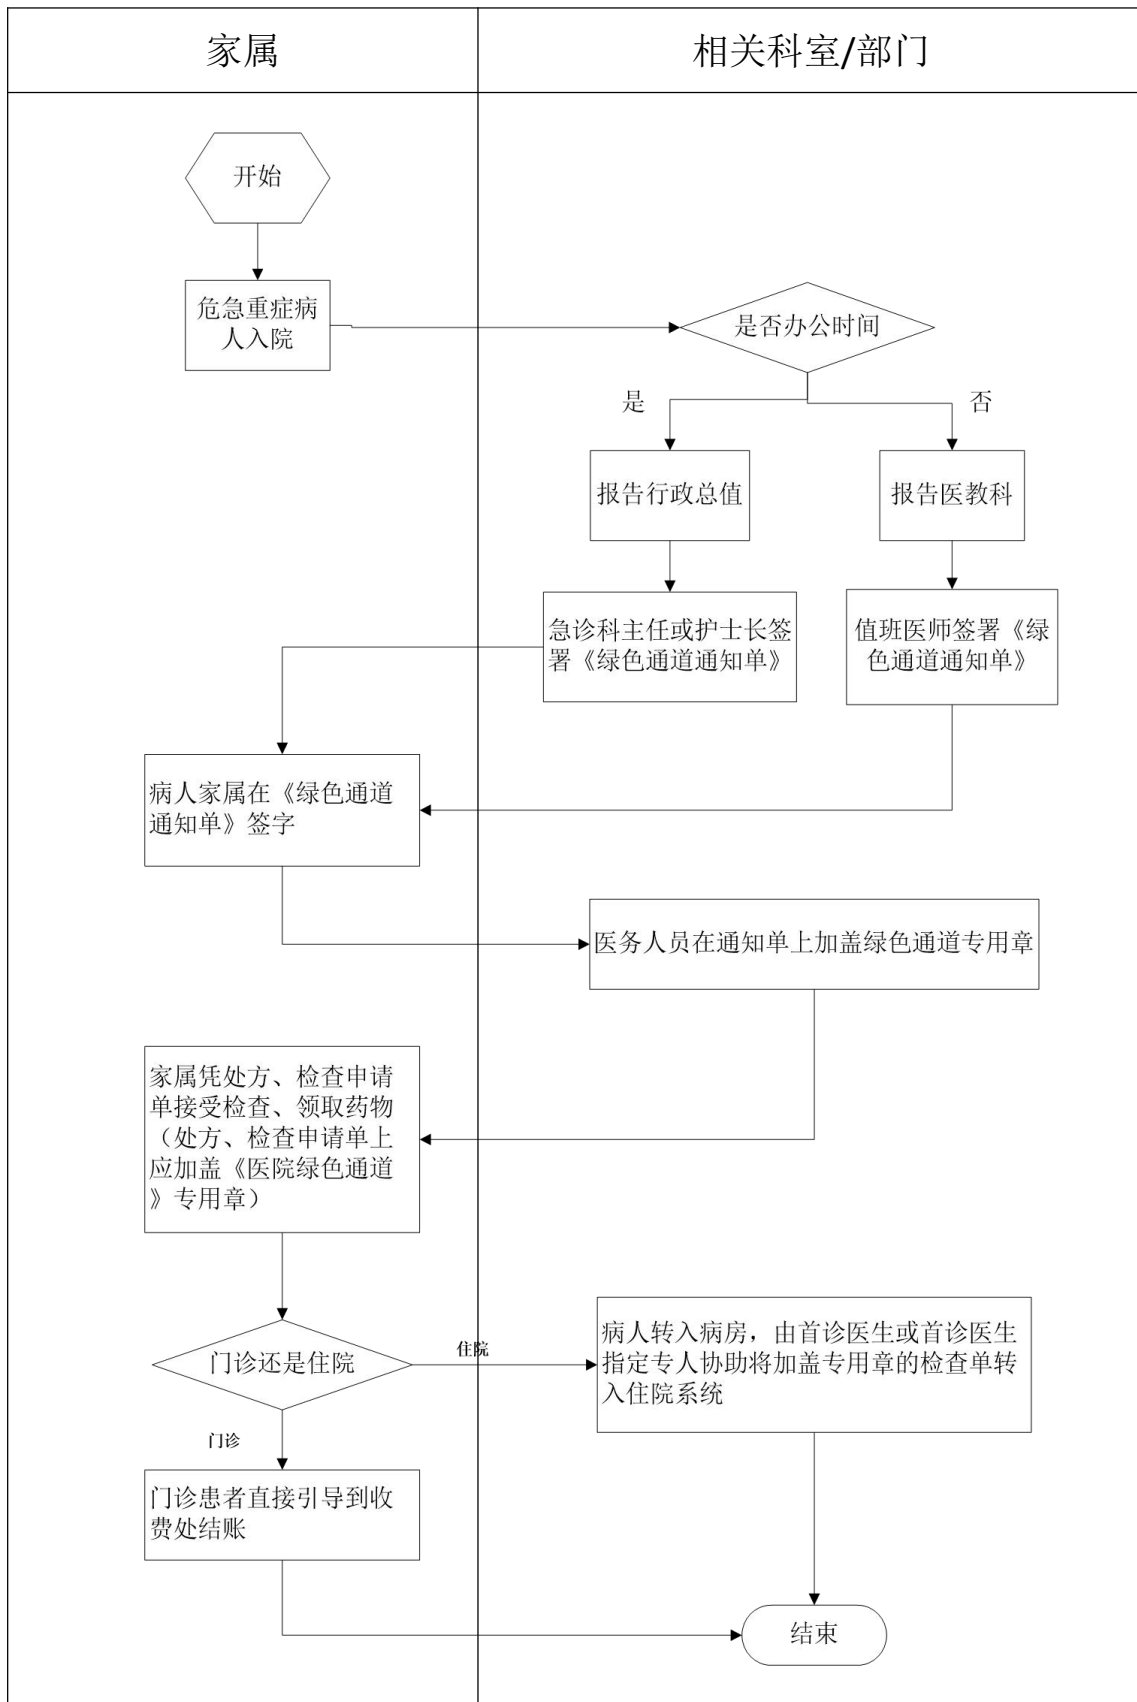 家属
相关科室/部门
开始
危急重症病
人入院
是否办公时间
是
否
报告行政总值
报告医教科
急诊科主任或护士长签
署《绿色通道通知单》
值班医师签署《绿
色通道通知单》
病人家属在《绿色通道
通知单》签字
医务人员在通知单上加盖绿色通道专用章
家属凭处方、检查申请
单接受检查、领取药物
（处方、检查申请单上
应加盖《医院绿色通道
》专用章）
门诊还是住院
住院
病人转入病房，由首诊医生或首诊医生
指定专人协助将加盖专用章的检查单转
入住院系统
门诊
门诊患者直接引导到收
费处结账
结束